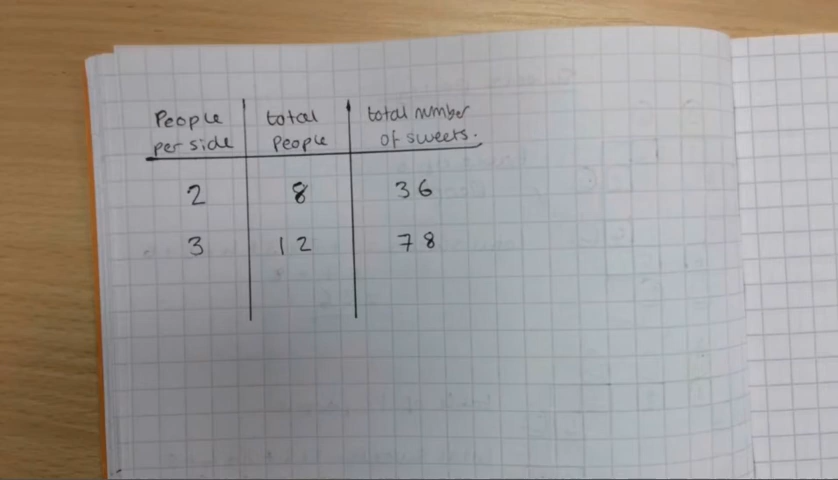 People per side | total People | total number of sweets.
2 | 8 | 36
3 | 12 | 78